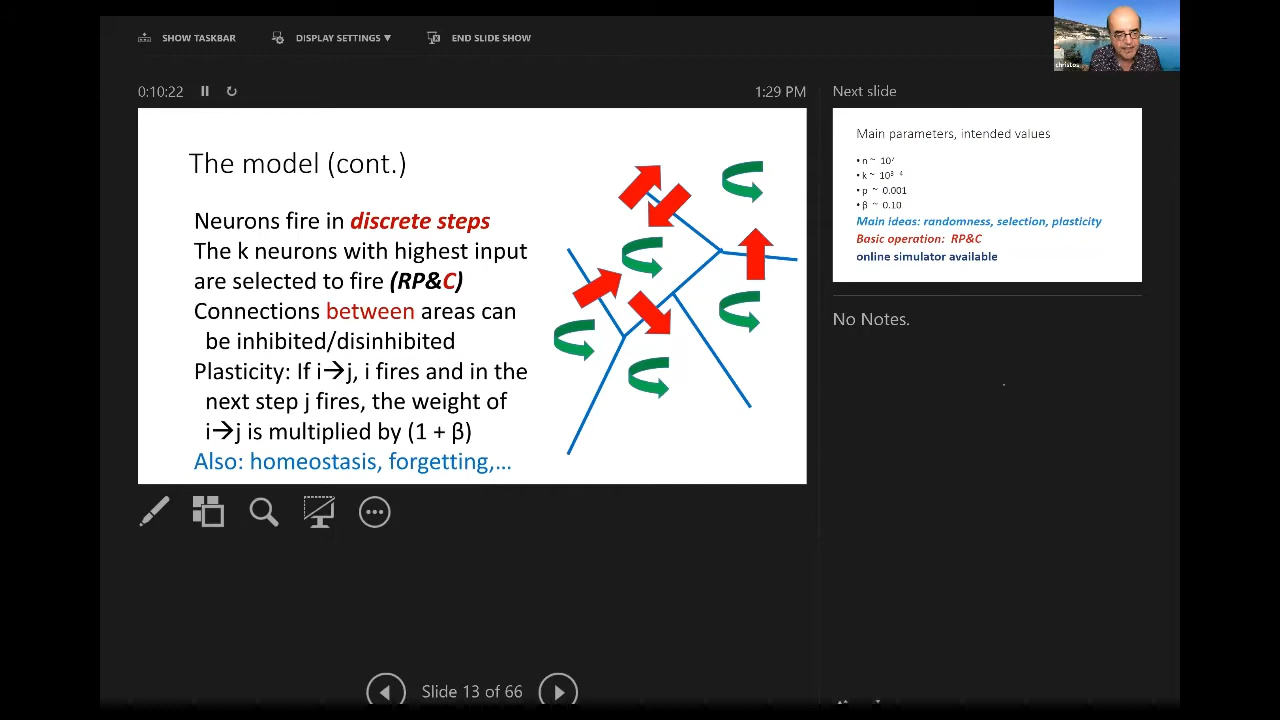 SHOW TASKBAR
DISPLAY SETTINGS ▼
END SLIDE SHOW
christos
0:10:22
1:29 PM
Next slide
The model (cont.)
Neurons fire in discrete steps
The k neurons with highest input
are selected to fire (RP&C)
Connections between areas can
be inhibited/disinhibited
Plasticity: If i→j, i fires and in the
next step j fires, the weight of
i→j is multiplied by (1 + β)
Also: homeostasis, forgetting,...
Main parameters, intended values
• n ~ 10⁷
• k ~ 10³⁻⁴
• p ~ 0.001
• β ~ 0.10
Main ideas: randomness, selection, plasticity
Basic operation: RP&C
online simulator available
No Notes.
Slide 13 of 66